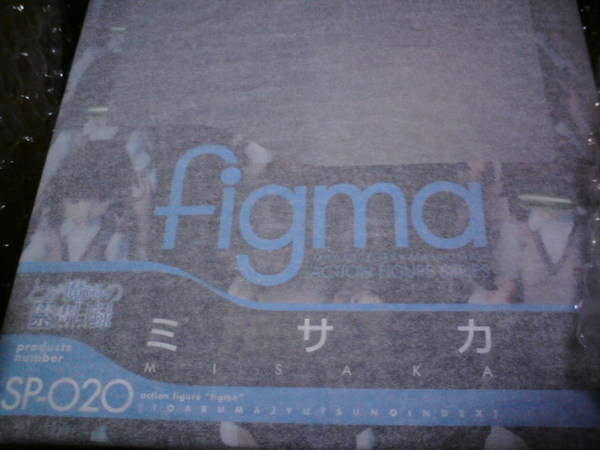 figma
ACTION FIGURE SERIES
とある魔術の
禁書目録
ミサカ
MISAKA
products
number
SP-020
action figure "figma"